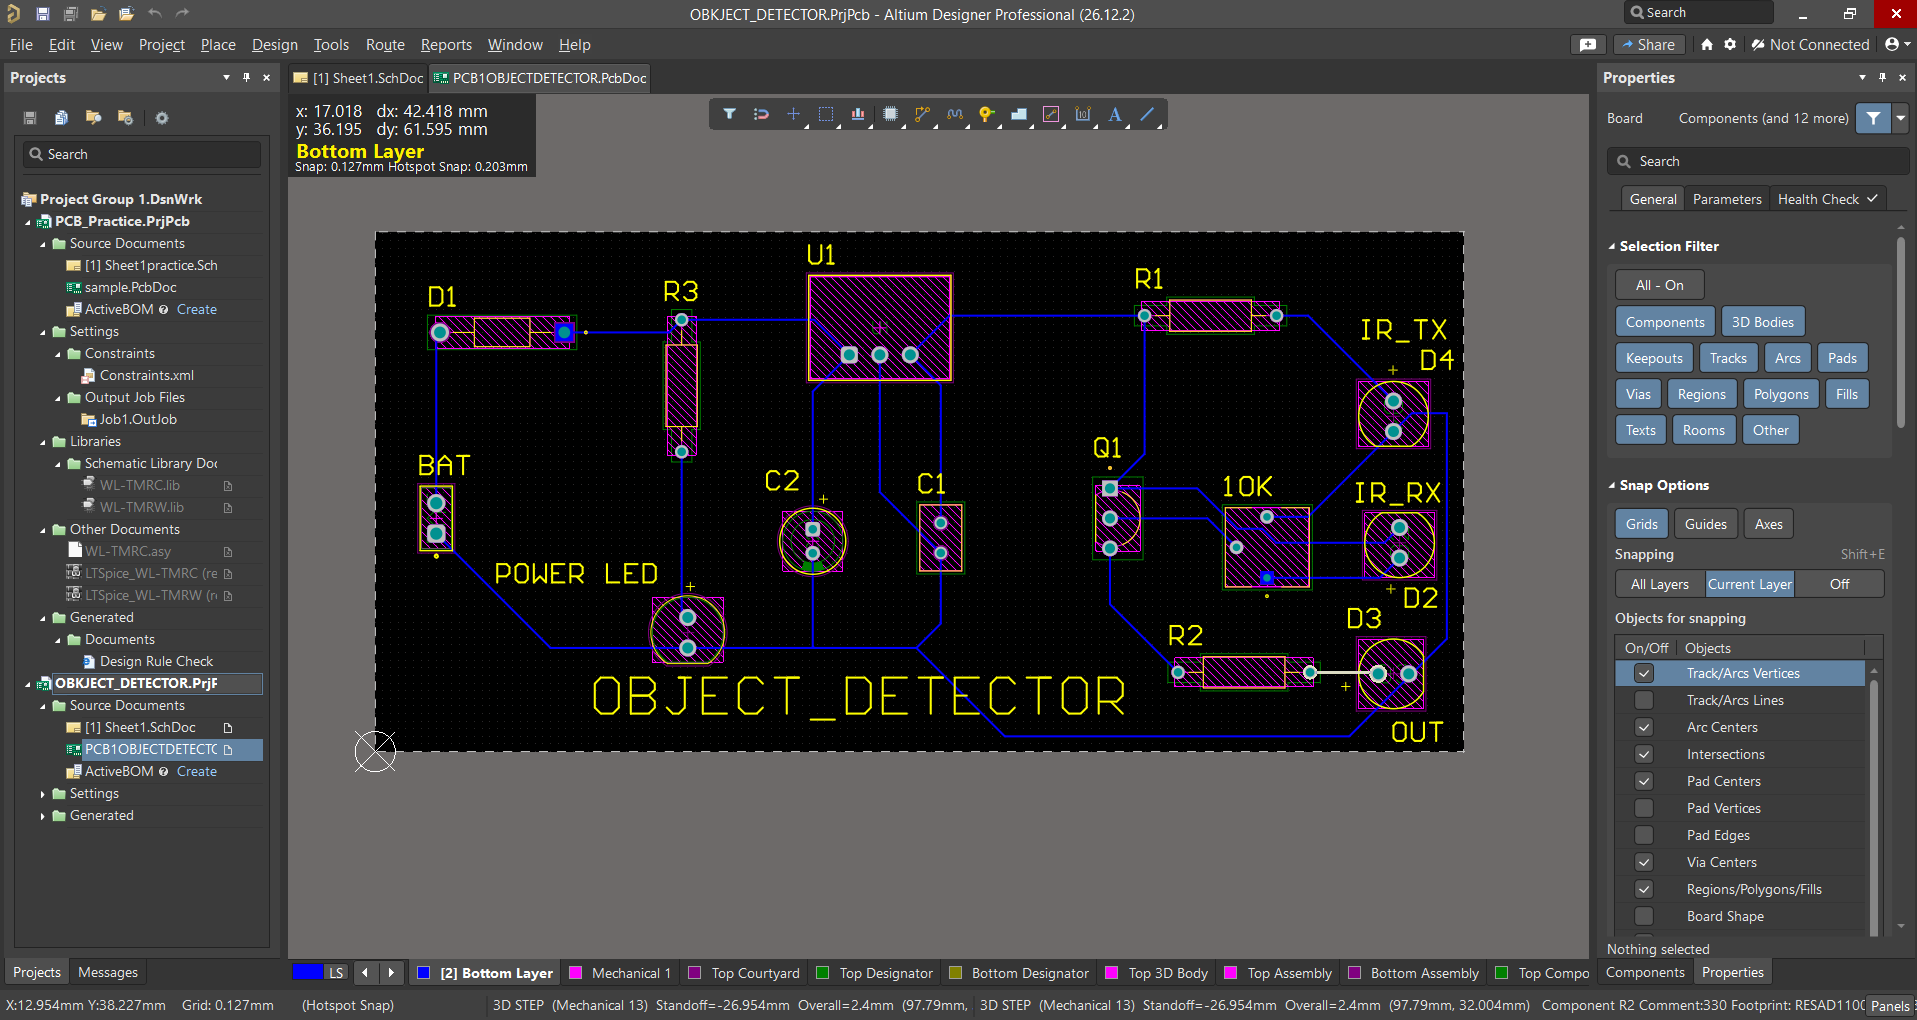 OBKJECT_DETECTOR.PrjPcb - Altium Designer Professional (26.12.2)
Search
File Edit View Project Place Design Tools Route Reports Window Help
Share
Not Connected
Projects
Search
Project Group 1.DsnWrk
PCB_Practice.PrjPcb
Source Documents
[1] Sheet1practice.Sch
sample.PcbDoc
ActiveBOM Create
Settings
Constraints
Constraints.xml
Output Job Files
Job1.OutJob
Libraries
Schematic Library Doc
WL-TMRC.lib
WL-TMRW.lib
Other Documents
WL-TMRC.asy
LTSpice_WL-TMRC (re
LTSpice_WL-TMRW (r
Generated
Documents
Design Rule Check
OBKJECT_DETECTOR.PrjF
Source Documents
[1] Sheet1.SchDoc
PCB1OBJECTDETECTC
ActiveBOM Create
Settings
Generated
Projects Messages
[1] Sheet1.SchDoc PCB1OBJECTDETECTOR.PcbDoc
x: 17.018 dx: 42.418 mm
y: 36.195 dy: 61.595 mm
Bottom Layer
Snap: 0.127mm Hotspot Snap: 0.203mm
U1
R1
D1
R3
IR_TX
D4
BAT
C2
+
C1
Q1
10K
IR_RX
+
POWER LED
+
+
D2
D3
R2
+
OBJECT_DETECTOR
OUT
LS
[2] Bottom Layer Mechanical 1 Top Courtyard Top Designator Bottom Designator Top 3D Body Top Assembly Bottom Assembly Top Compo
Properties
Board Components (and 12 more)
Search
General Parameters Health Check
Selection Filter
All - On
Components 3D Bodies
Keepouts Tracks Arcs Pads
Vias Regions Polygons Fills
Texts Rooms Other
Snap Options
Grids Guides Axes
Snapping Shift+E
All Layers Current Layer Off
Objects for snapping
On/Off Objects
Track/Arcs Vertices
Track/Arcs Lines
Arc Centers
Intersections
Pad Centers
Pad Vertices
Pad Edges
Via Centers
Regions/Polygons/Fills
Board Shape
Nothing selected
Components Properties
X:12.954mm Y:38.227mm Grid: 0.127mm (Hotspot Snap) 3D STEP (Mechanical 13) Standoff=-26.954mm Overall=2.4mm (97.79mm, 3D STEP (Mechanical 13) Standoff=-26.954mm Overall=2.4mm (97.79mm, 32.004mm) Component R2 Comment:330 Footprint: RESAD1100 Panels